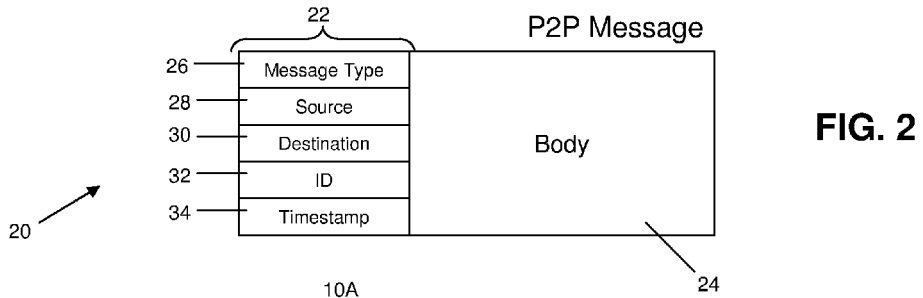 22
P2P Message
26 Message Type
28 Source
30 Destination
32 ID
34 Timestamp
Body
FIG. 2
20
24
10A